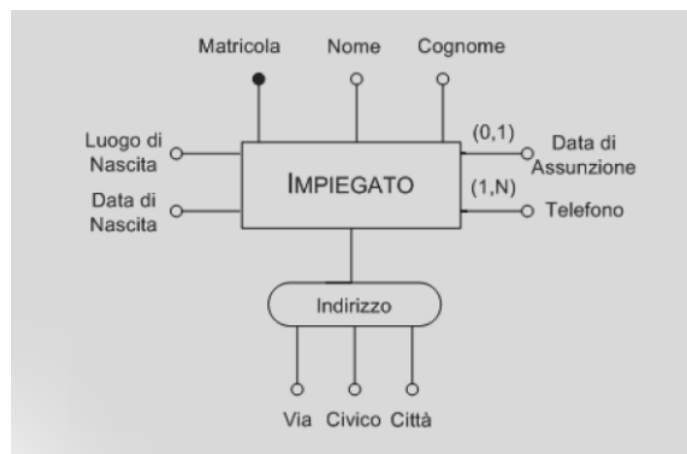 Matricola Nome Cognome
(0,1)
Luogo di
Nascita
Data di
Assunzione
IMPIEGATO
(1,N)
Data di
Nascita
Telefono
Indirizzo
Via Civico Città